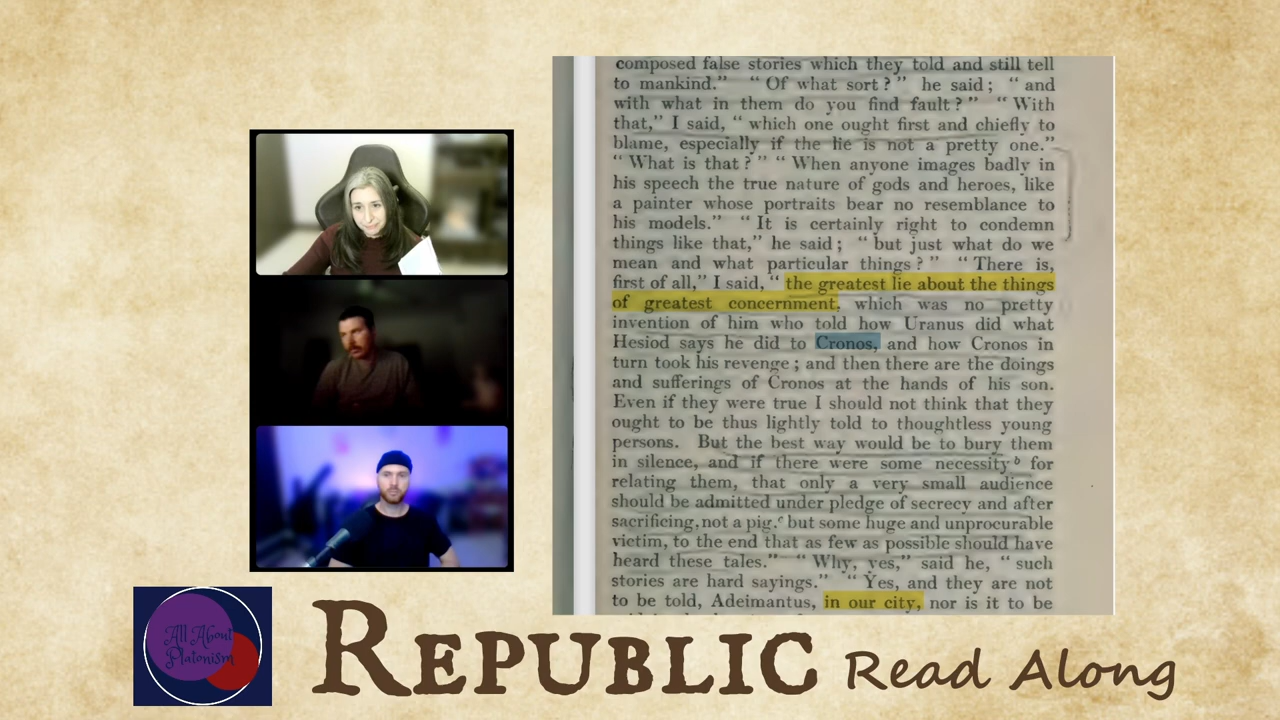 composed false stories which they told and still tell
to mankind.” “ Of what sort ? ” he said ; “ and
with what in them do you find fault ? ” “ With
that,” I said, “ which one ought first and chiefly to
blame, especially if the lie is not a pretty one.”
“ What is that ? ” “ When anyone images badly in
his speech the true nature of gods and heroes, like
a painter whose portraits bear no resemblance to
his models.” “ It is certainly right to condemn
things like that,” he said ; “ but just what do we
mean and what particular things ? ” “ There is,
first of all,” I said, “ the greatest lie about the things
of greatest concernment, which was no pretty
invention of him who told how Uranus did what
Hesiod says he did to Cronos, and how Cronos in
turn took his revenge ; and then there are the doings
and sufferings of Cronos at the hands of his son.
Even if they were true I should not think that they
ought to be thus lightly told to thoughtless young
persons. But the best way would be to bury them
in silence, and if there were some necessity ᵇ for
relating them, that only a very small audience
should be admitted under pledge of secrecy and after
sacrificing, not a pig,ᶜ but some huge and unprocurable
victim, to the end that as few as possible should have
heard these tales.” “ Why, yes,” said he, “ such
stories are hard sayings.” “ Yes, and they are not
to be told, Adeimantus, in our city, nor is it to be
All About
Platonism
REPUBLIC Read Along